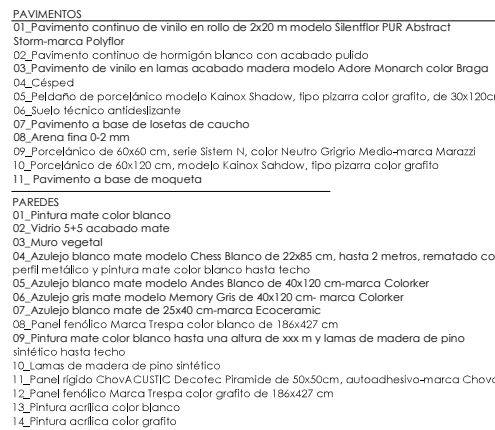 PAVIMENTOS
01_Pavimento continuo de vinilo en rollo de 2x20 m modelo Silentflor PUR Abstract
Storm-marca Polyflor
02_Pavimento continuo de hormigón blanco con acabado pulido
03_Pavimento de vinilo en lamas acabado madera modelo Adore Monarch color Braga
04_Césped
05_Peldaño de porcelánico modelo Kainox Shadow, tipo pizarra color grafito, de 30x120c
06_Suelo técnico antideslizante
07_Pavimento a base de losetas de caucho
08_Arena fina 0-2 mm
09_Porcelánico de 60x60 cm, serie Sistem N, color Neutro Grigrio Medio-marca Marazzi
10_Porcelánico de 60x120 cm, modelo Kainox Sahdow, tipo pizarra color grafito
11_ Pavimento a base de moqueta
PAREDES
01_Pintura mate color blanco
02_Vidrio 5+5 acabado mate
03_Muro vegetal
04_Azulejo blanco mate modelo Chess Blanco de 22x85 cm, hasta 2 metros, rematado co
perfil metálico y pintura mate color blanco hasta techo
05_Azulejo blanco mate modelo Andes Blanco de 40x120 cm-marca Colorker
06_Azulejo gris mate modelo Memory Gris de 40x120 cm- marca Colorker
07_Azulejo blanco mate de 25x40 cm-marca Ecoceramic
08_Panel fenólico Marca Trespa color blanco de 186x427 cm
09_Pintura mate color blanco hasta una altura de xxx m y lamas de madera de pino
sintético hasta techo
10_Lamas de madera de pino sintético
11_Panel rígido ChovACUSTIC Decotec Piramide de 50x50cm, autoadhesivo-marca Chov
12_Panel fenólico Marca Trespa color grafito de 186x427 cm
13_Pintura acrílica color blanco
14_Pintura acrílica color grafito